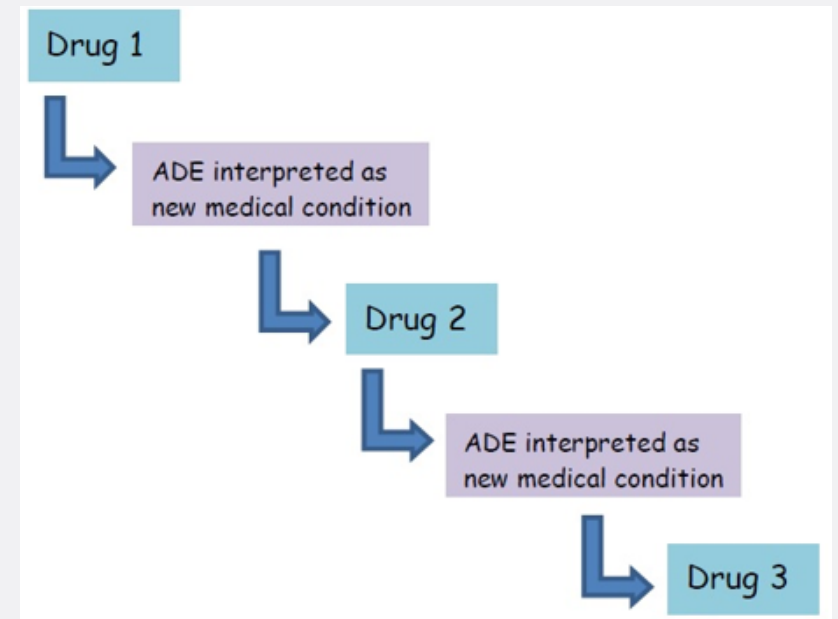 Drug 1
ADE interpreted as
new medical condition
Drug 2
ADE interpreted as
new medical condition
Drug 3